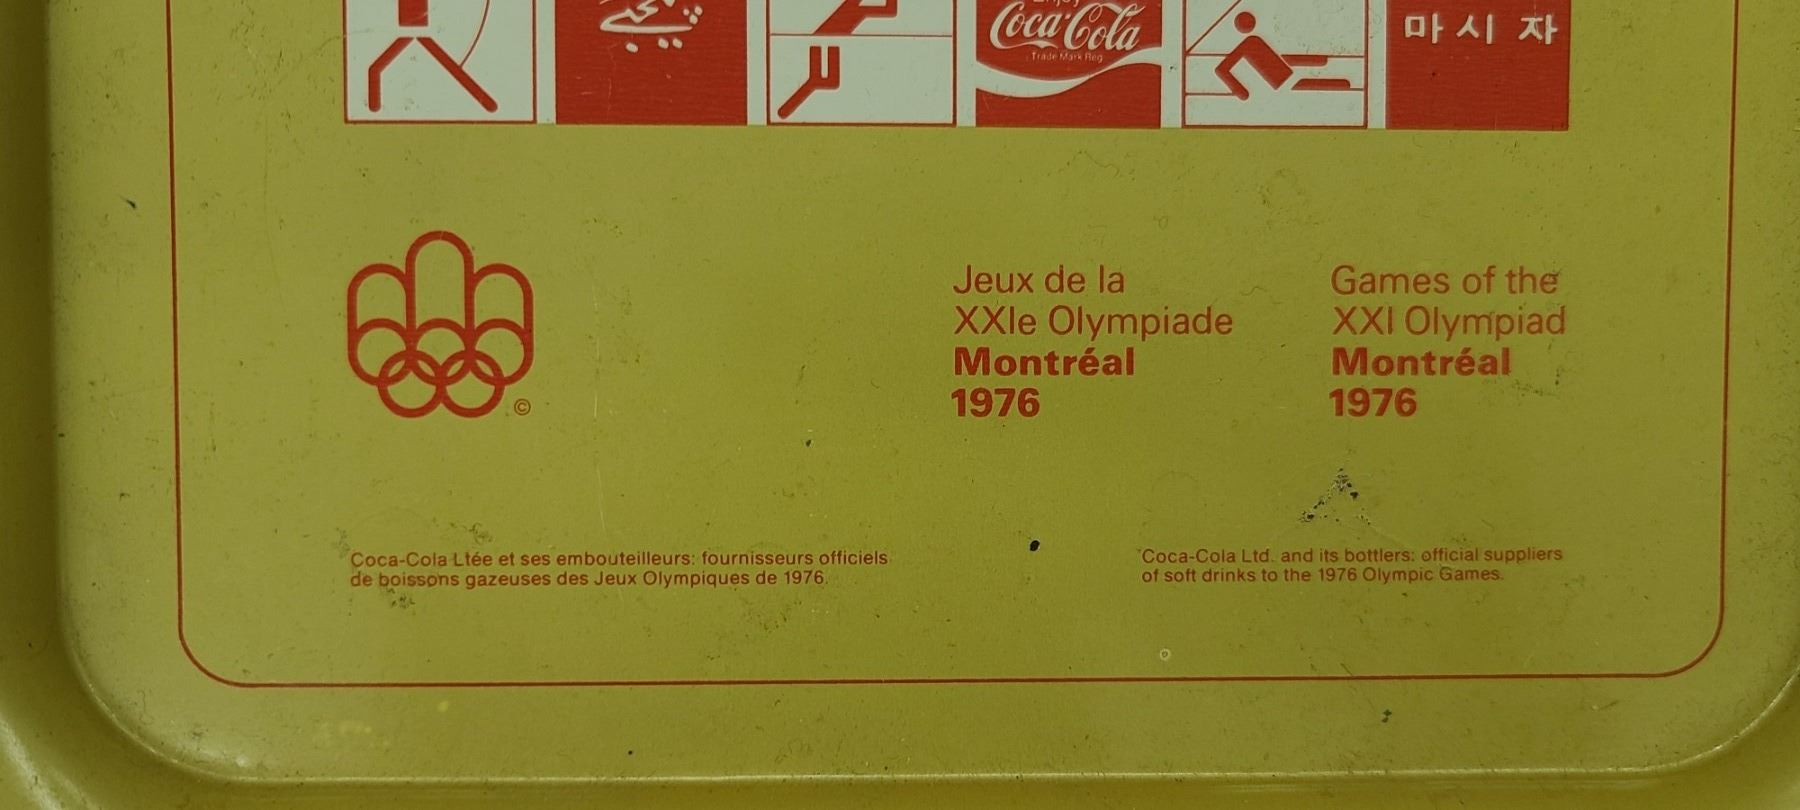 Enjoy
Coca-Cola
Trade Mark Reg
마시자
Jeux de la
XXIe Olympiade
Montréal
1976
Games of the
XXI Olympiad
Montréal
1976
©
Coca-Cola Ltée et ses embouteilleurs: fournisseurs officiels
de boissons gazeuses des Jeux Olympiques de 1976.
Coca-Cola Ltd. and its bottlers: official suppliers
of soft drinks to the 1976 Olympic Games.